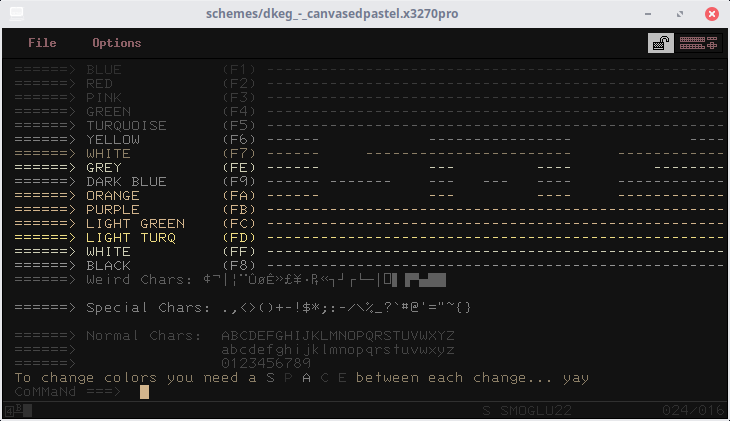 schemes/dkeg_-_canvasedpastel.x3270pro
File Options
======> BLUE (F1) ---------------------------------------------------
======> RED (F2) ---------------------------------------------------
======> PINK (F3) ---------------------------------------------------
======> GREEN (F4) ---------------------------------------------------
======> TURQUOISE (F5) ---------------------------------------------------
======> YELLOW (F6) ------ ------ ----- --------
======> WHITE (F7) ------ --------- ----- ------------
======> GREY (FE) ------ --- ---- --------
======> DARK BLUE (F9) ------ ------- --- ---- --- --------
======> ORANGE (FA) ------ --- ---- --------
======> PURPLE (FB) ---------------------------------------------------
======> LIGHT GREEN (FC) ---------------------------------------------------
======> LIGHT TURQ (FD) ---------------------------------------------------
======> WHITE (FF) ---------------------------------------------------
======> BLACK (F8) ---------------------------------------------------
======> Weird Chars:
======> Special Chars: .,<>()+-!$*;:-/\%_?`#@'="~{}
======> Normal Chars: ABCDEFGHIJKLMNOPQRSTUVWXYZ
======> abcdefghijklmnopqrstuvwxyz
======> 0123456789
To change colors you need a S P A C E between each change... yay
CoMMaNd ===>
S SMOGLU22 024/016